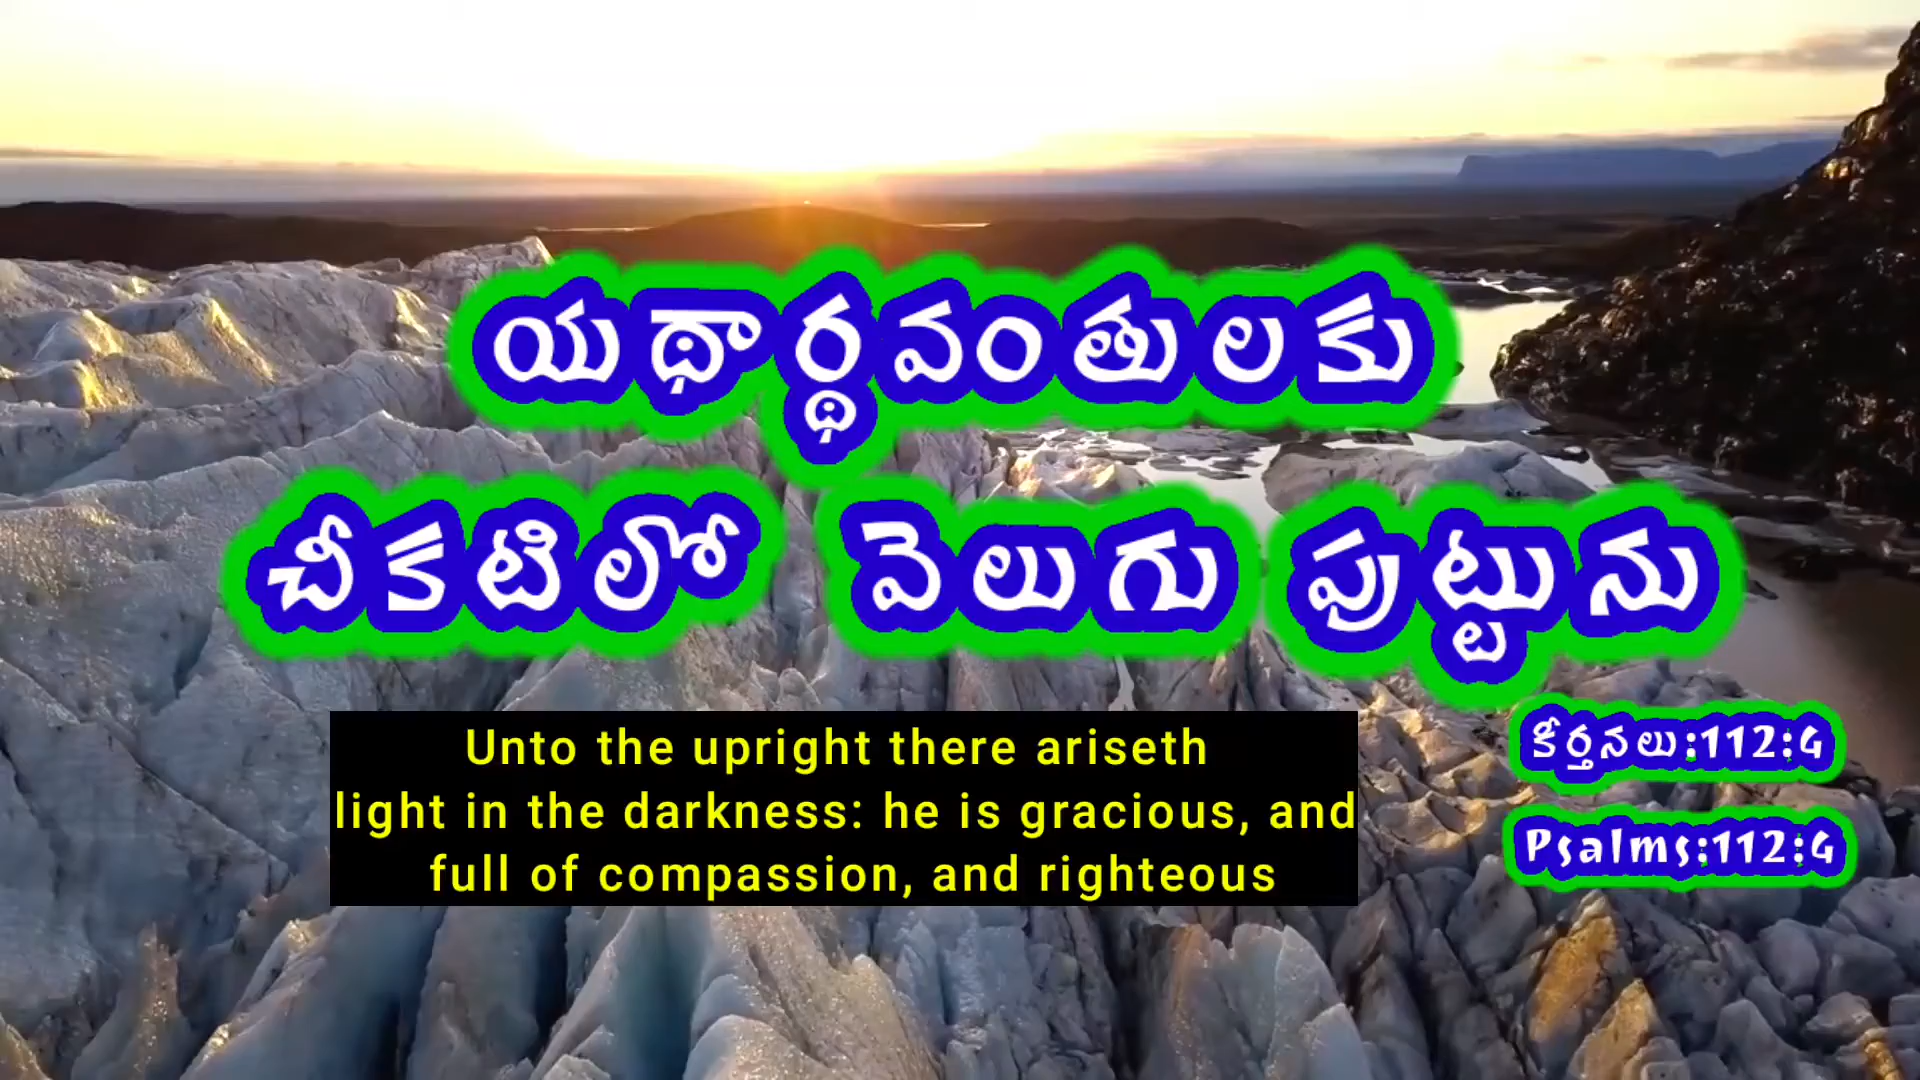 యథార్థవంతులకు
చీకటిలో వెలుగు పుట్టును
Unto the upright there ariseth
light in the darkness: he is gracious, and
full of compassion, and righteous
కీర్తనలు:112:4
Psalms:112:4